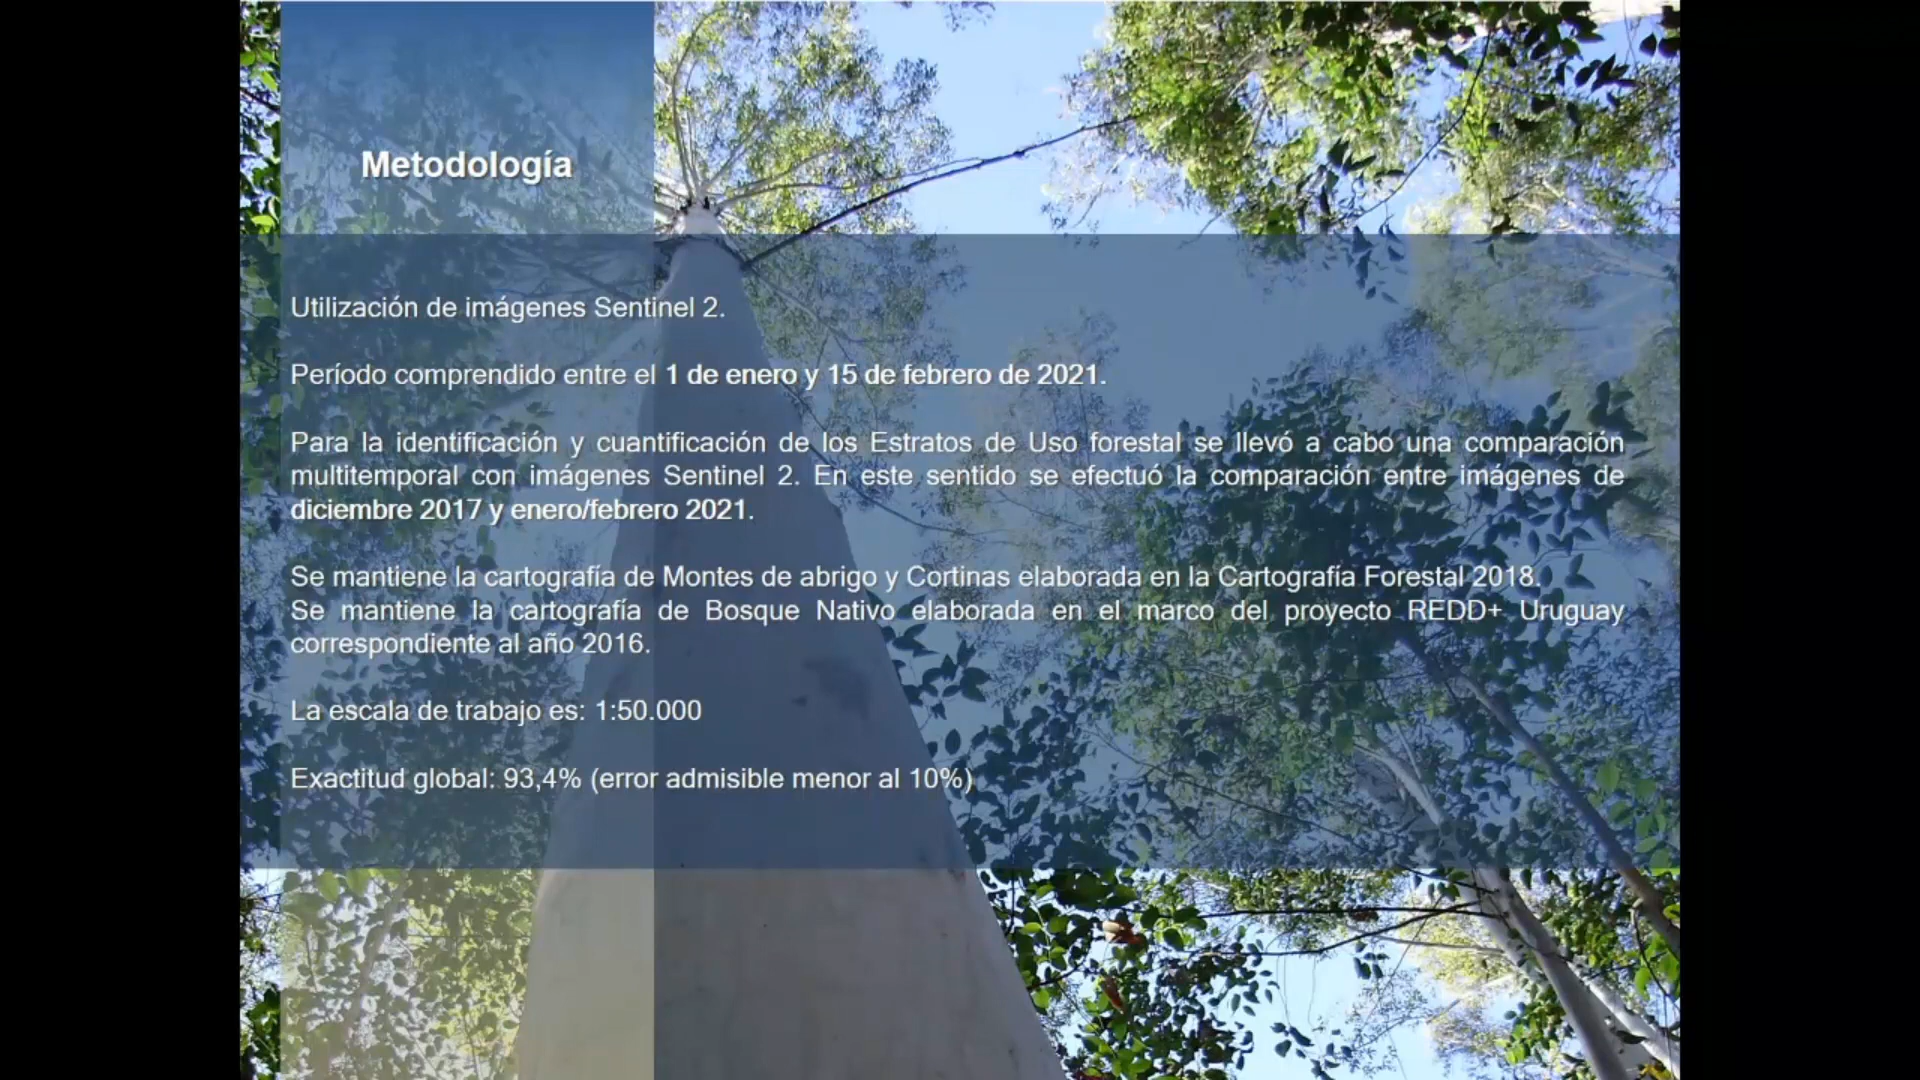 Metodología
Utilización de imágenes Sentinel 2.
Período comprendido entre el 1 de enero y 15 de febrero de 2021.
Para la identificación y cuantificación de los Estratos de Uso forestal se llevó a cabo una comparación
multitemporal con imágenes Sentinel 2. En este sentido se efectuó la comparación entre imágenes de
diciembre 2017 y enero/febrero 2021.
Se mantiene la cartografía de Montes de abrigo y Cortinas elaborada en la Cartografía Forestal 2018.
Se mantiene la cartografía de Bosque Nativo elaborada en el marco del proyecto REDD+ Uruguay
correspondiente al año 2016.
La escala de trabajo es: 1:50.000
Exactitud global: 93,4% (error admisible menor al 10%)